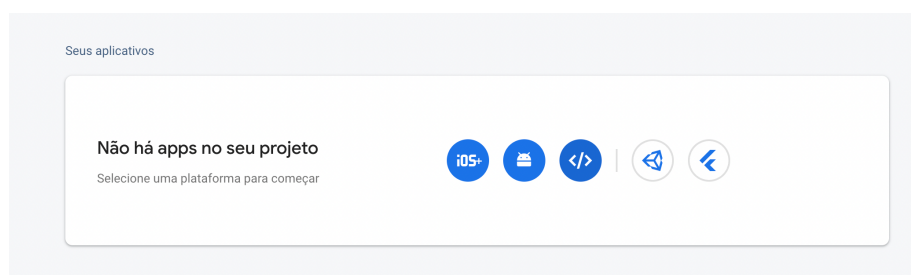 Seus aplicativos
Não há apps no seu projeto
Selecione uma plataforma para começar
iOS+
</>